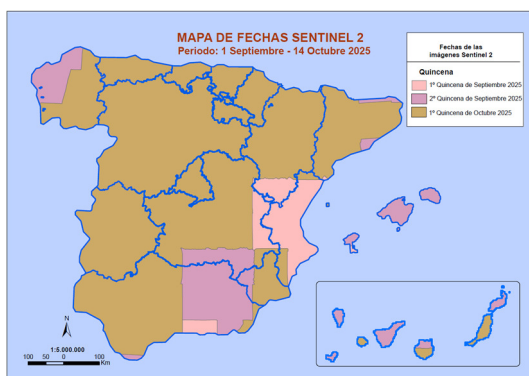 MAPA DE FECHAS SENTINEL 2
Periodo: 1 Septiembre - 14 Octubre 2025
Fechas de las
imágenes Sentinel 2
Quincena
1ª Quincena de Septiembre 2025
2ª Quincena de Septiembre 2025
1ª Quincena de Octubre 2025
N
1:5.000.000
100 50 0 100
Km